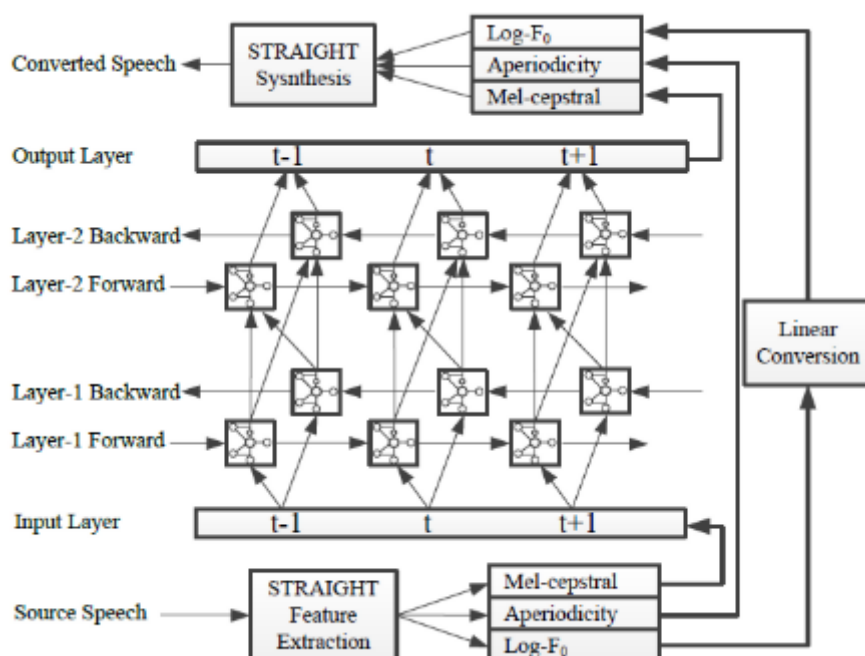 Log-F₀
STRAIGHT
Sysnthesis
Converted Speech
Aperiodicity
Mel-cepstral
Output Layer
t-1 t t+1
Layer-2 Backward
Layer-2 Forward
Linear
Conversion
Layer-1 Backward
Layer-1 Forward
Input Layer
t-1 t t+1
STRAIGHT
Feature
Extraction
Source Speech
Mel-cepstral
Aperiodicity
Log-F₀